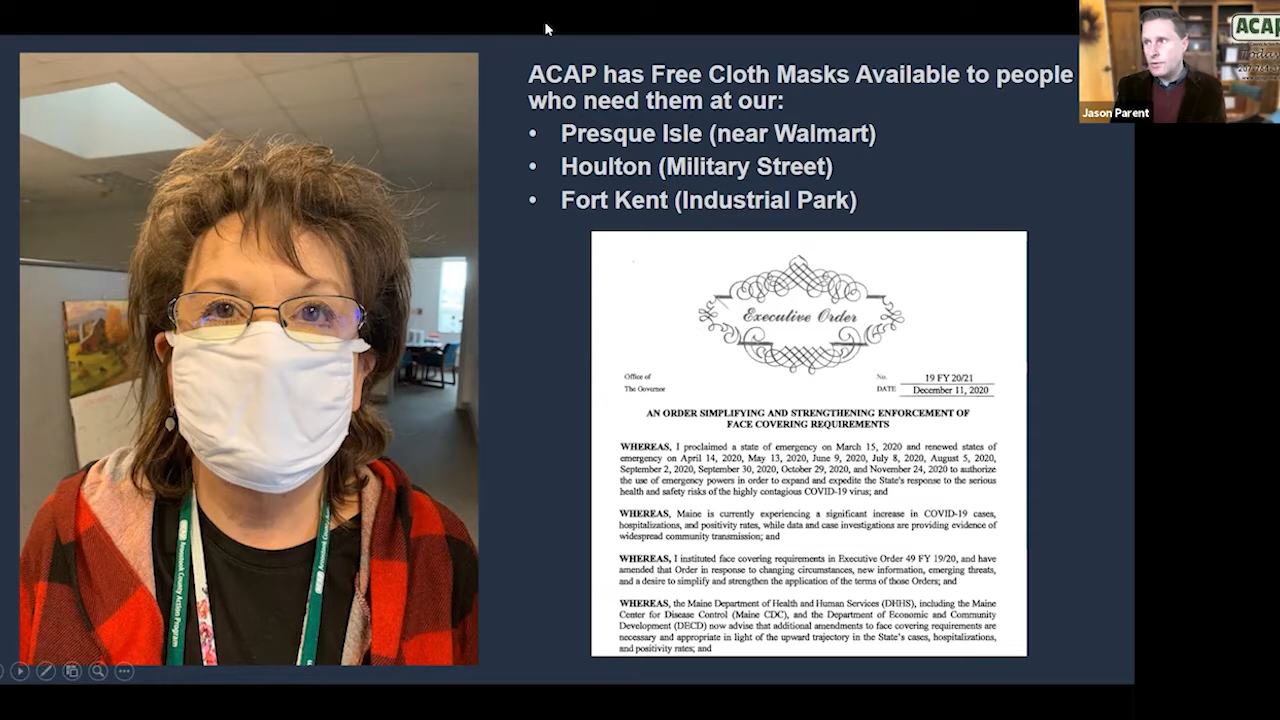 ACAP has Free Cloth Masks Available to people
who need them at our:
• Presque Isle (near Walmart)
• Houlton (Military Street)
• Fort Kent (Industrial Park)
ACAP
Today
Jason Parent
Executive Order
Office of
The Governor
No. 19 FY 20/21
DATE December 11, 2020
AN ORDER SIMPLIFYING AND STRENGTHENING ENFORCEMENT OF
FACE COVERING REQUIREMENTS
WHEREAS, I proclaimed a state of emergency on March 15, 2020 and renewed states of
emergency on April 14, 2020, May 13, 2020, June 9, 2020, July 8, 2020, August 5, 2020,
September 2, 2020, September 30, 2020, October 29, 2020, and November 24, 2020 to authorize
the use of emergency powers in order to expand and expedite the State's response to the serious
health and safety risks of the highly contagious COVID-19 virus; and
WHEREAS, Maine is currently experiencing a significant increase in COVID-19 cases,
hospitalizations, and positivity rates, while data and case investigations are providing evidence of
widespread community transmission; and
WHEREAS, I instituted face covering requirements in Executive Order 49 FY 19/20, and have
amended that Order in response to changing circumstances, new information, emerging threats,
and a desire to simplify and strengthen the application of the terms of those Orders; and
WHEREAS, the Maine Department of Health and Human Services (DHHS), including the Maine
Center for Disease Control (Maine CDC), and the Department of Economic and Community
Development (DECD) now advise that additional amendments to face covering requirements are
necessary and appropriate in light of the upward trajectory in the State's cases, hospitalizations,
and positivity rates; and
Aroostook County Action Program